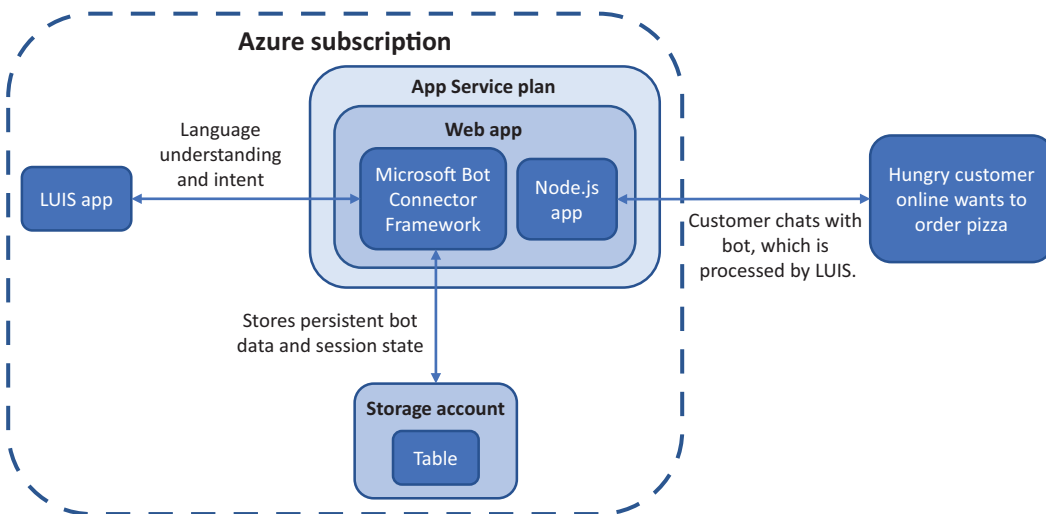 Azure subscription
App Service plan
Web app
Language
understanding
and intent
LUIS app
Microsoft Bot
Connector
Framework
Node.js
app
Hungry customer
online wants to
order pizza
Customer chats with
bot, which is
processed by LUIS.
Stores persistent bot
data and session state
Storage account
Table